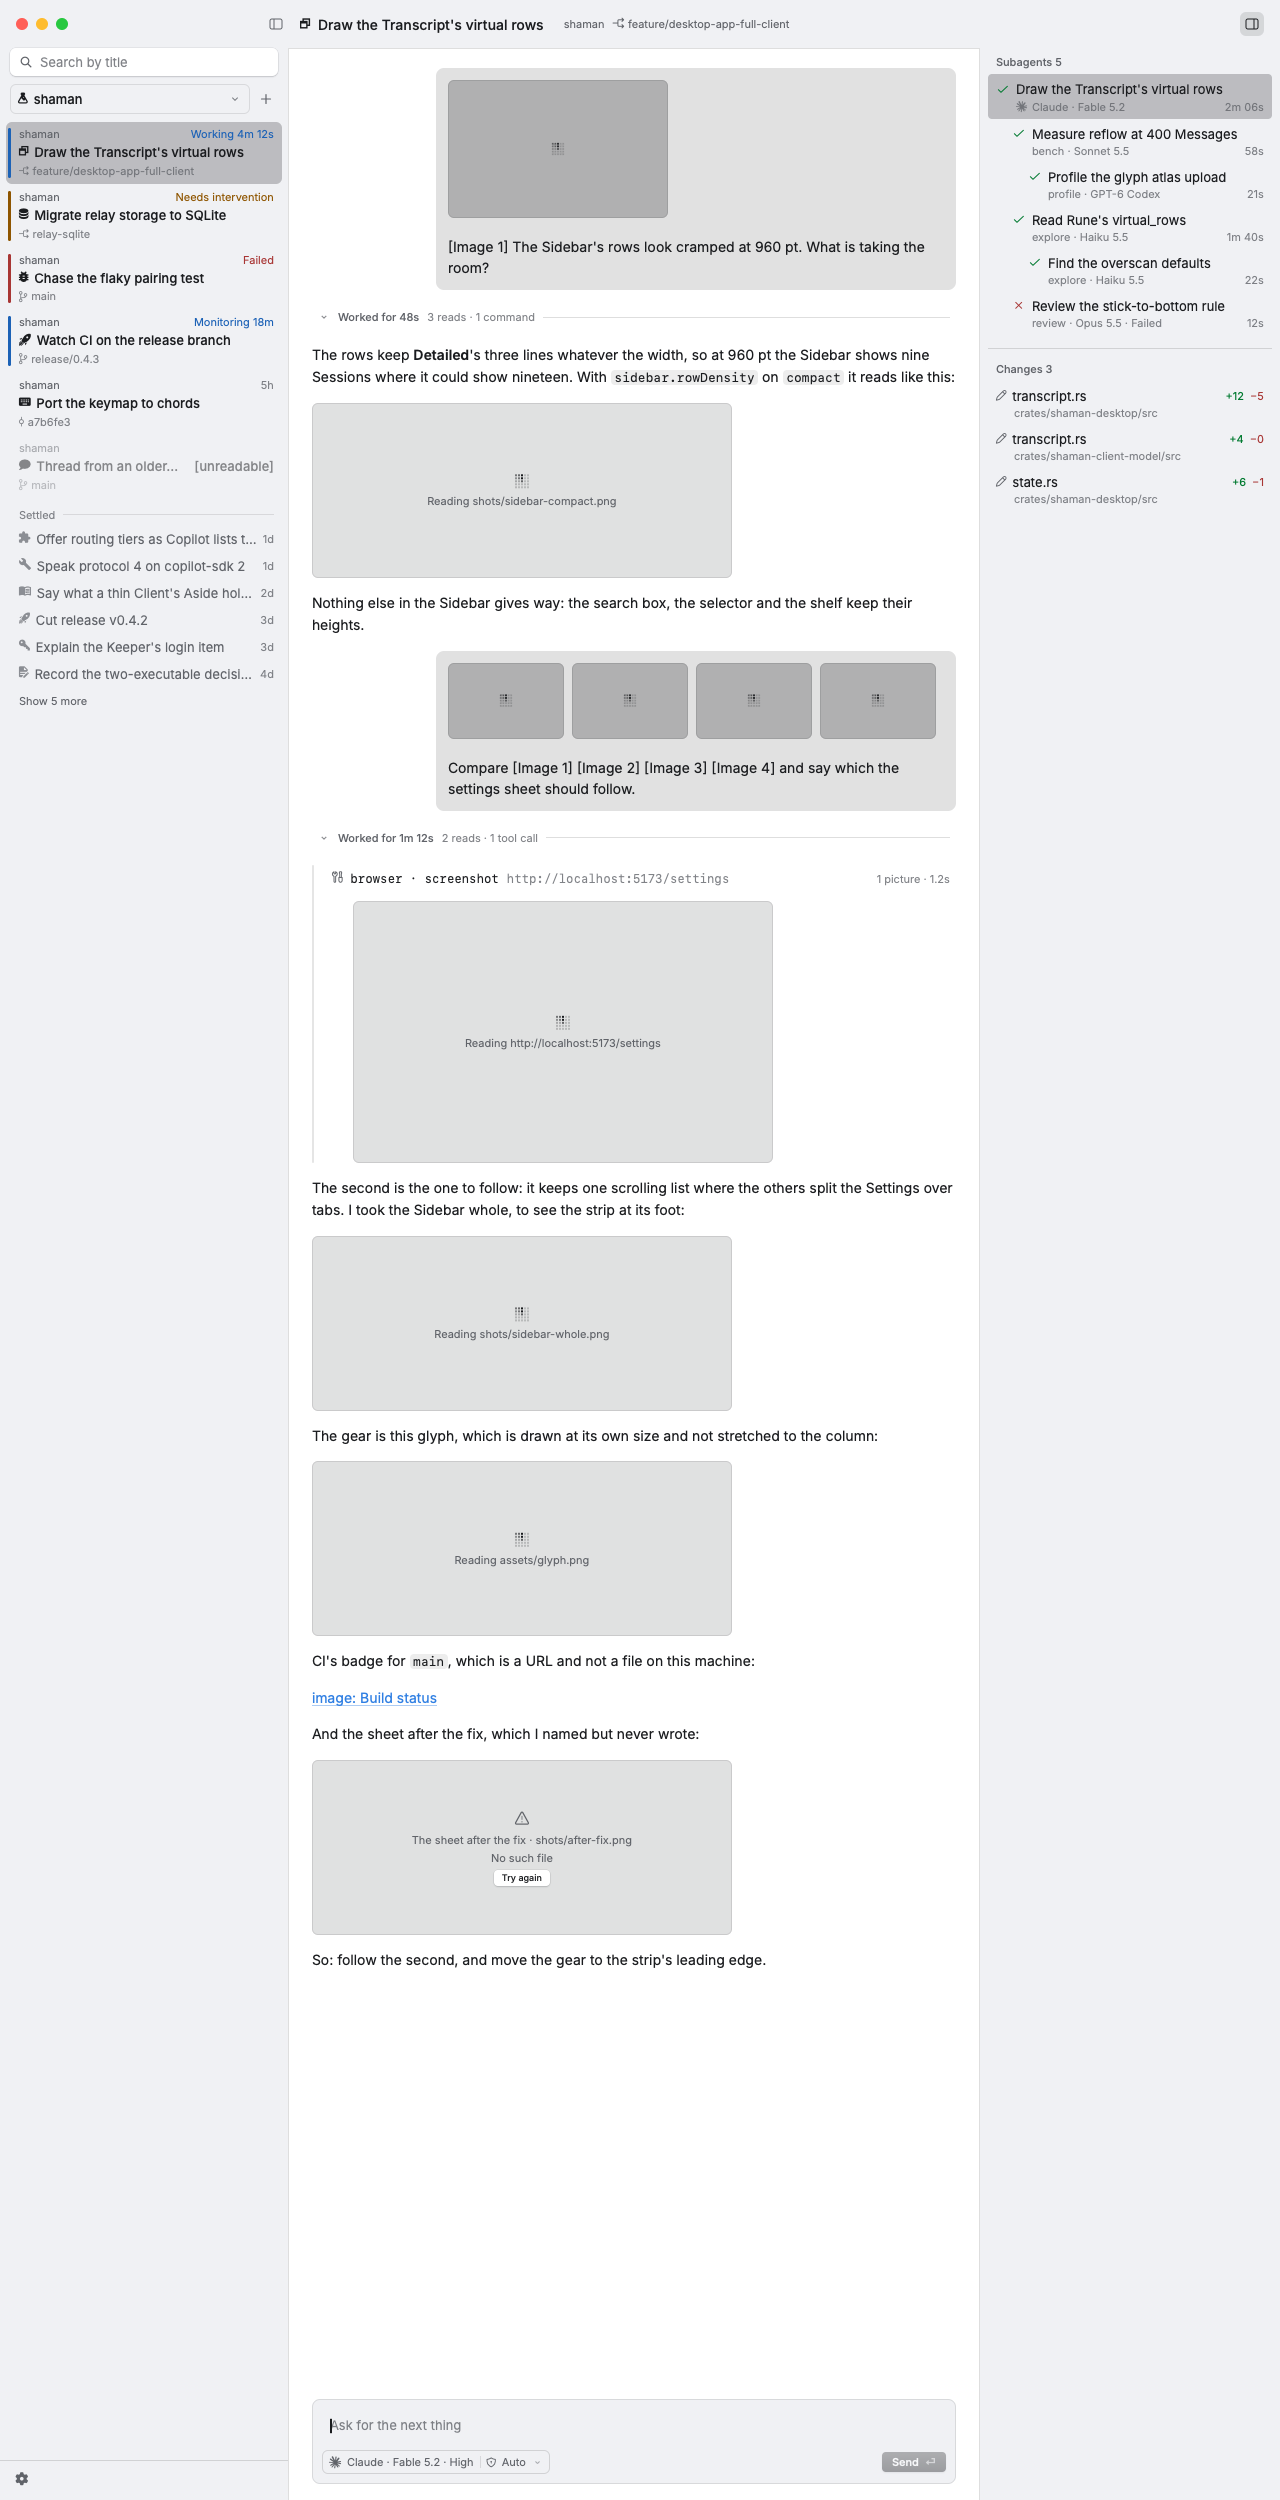 Draw the Transcript's virtual rows
shaman feature/desktop-app-full-client
Search by title
shaman
shaman Working 4m 12s
Draw the Transcript's virtual rows
feature/desktop-app-full-client
shaman Needs intervention
Migrate relay storage to SQLite
relay-sqlite
shaman Failed
Chase the flaky pairing test
main
shaman Monitoring 18m
Watch CI on the release branch
release/0.4.3
shaman 5h
Port the keymap to chords
a7b6fe3
shaman
Thread from an older... [unreadable]
main
Settled
Offer routing tiers as Copilot lists t... 1d
Speak protocol 4 on copilot-sdk 2 1d
Say what a thin Client's Aside hol... 2d
Cut release v0.4.2 3d
Explain the Keeper's login item 3d
Record the two-executable decisi... 4d
Show 5 more
[Image 1] The Sidebar's rows look cramped at 960 pt. What is taking the
room?
Worked for 48s 3 reads · 1 command
The rows keep Detailed's three lines whatever the width, so at 960 pt the Sidebar shows nine
Sessions where it could show nineteen. With sidebar.rowDensity on compact it reads like this:
Reading shots/sidebar-compact.png
Nothing else in the Sidebar gives way: the search box, the selector and the shelf keep their
heights.
Compare [Image 1] [Image 2] [Image 3] [Image 4] and say which the
settings sheet should follow.
Worked for 1m 12s 2 reads · 1 tool call
browser · screenshot http://localhost:5173/settings 1 picture · 1.2s
Reading http://localhost:5173/settings
The second is the one to follow: it keeps one scrolling list where the others split the Settings over
tabs. I took the Sidebar whole, to see the strip at its foot:
Reading shots/sidebar-whole.png
The gear is this glyph, which is drawn at its own size and not stretched to the column:
Reading assets/glyph.png
CI's badge for main, which is a URL and not a file on this machine:
image: Build status
And the sheet after the fix, which I named but never wrote:
The sheet after the fix · shots/after-fix.png
No such file
Try again
So: follow the second, and move the gear to the strip's leading edge.
Ask for the next thing
Claude · Fable 5.2 · High Auto
Send
Subagents 5
Draw the Transcript's virtual rows
Claude · Fable 5.2 2m 06s
Measure reflow at 400 Messages
bench · Sonnet 5.5 58s
Profile the glyph atlas upload
profile · GPT-6 Codex 21s
Read Rune's virtual_rows
explore · Haiku 5.5 1m 40s
Find the overscan defaults
explore · Haiku 5.5 22s
Review the stick-to-bottom rule
review · Opus 5.5 · Failed 12s
Changes 3
transcript.rs +12 −5
crates/shaman-desktop/src
transcript.rs +4 −0
crates/shaman-client-model/src
state.rs +6 −1
crates/shaman-desktop/src